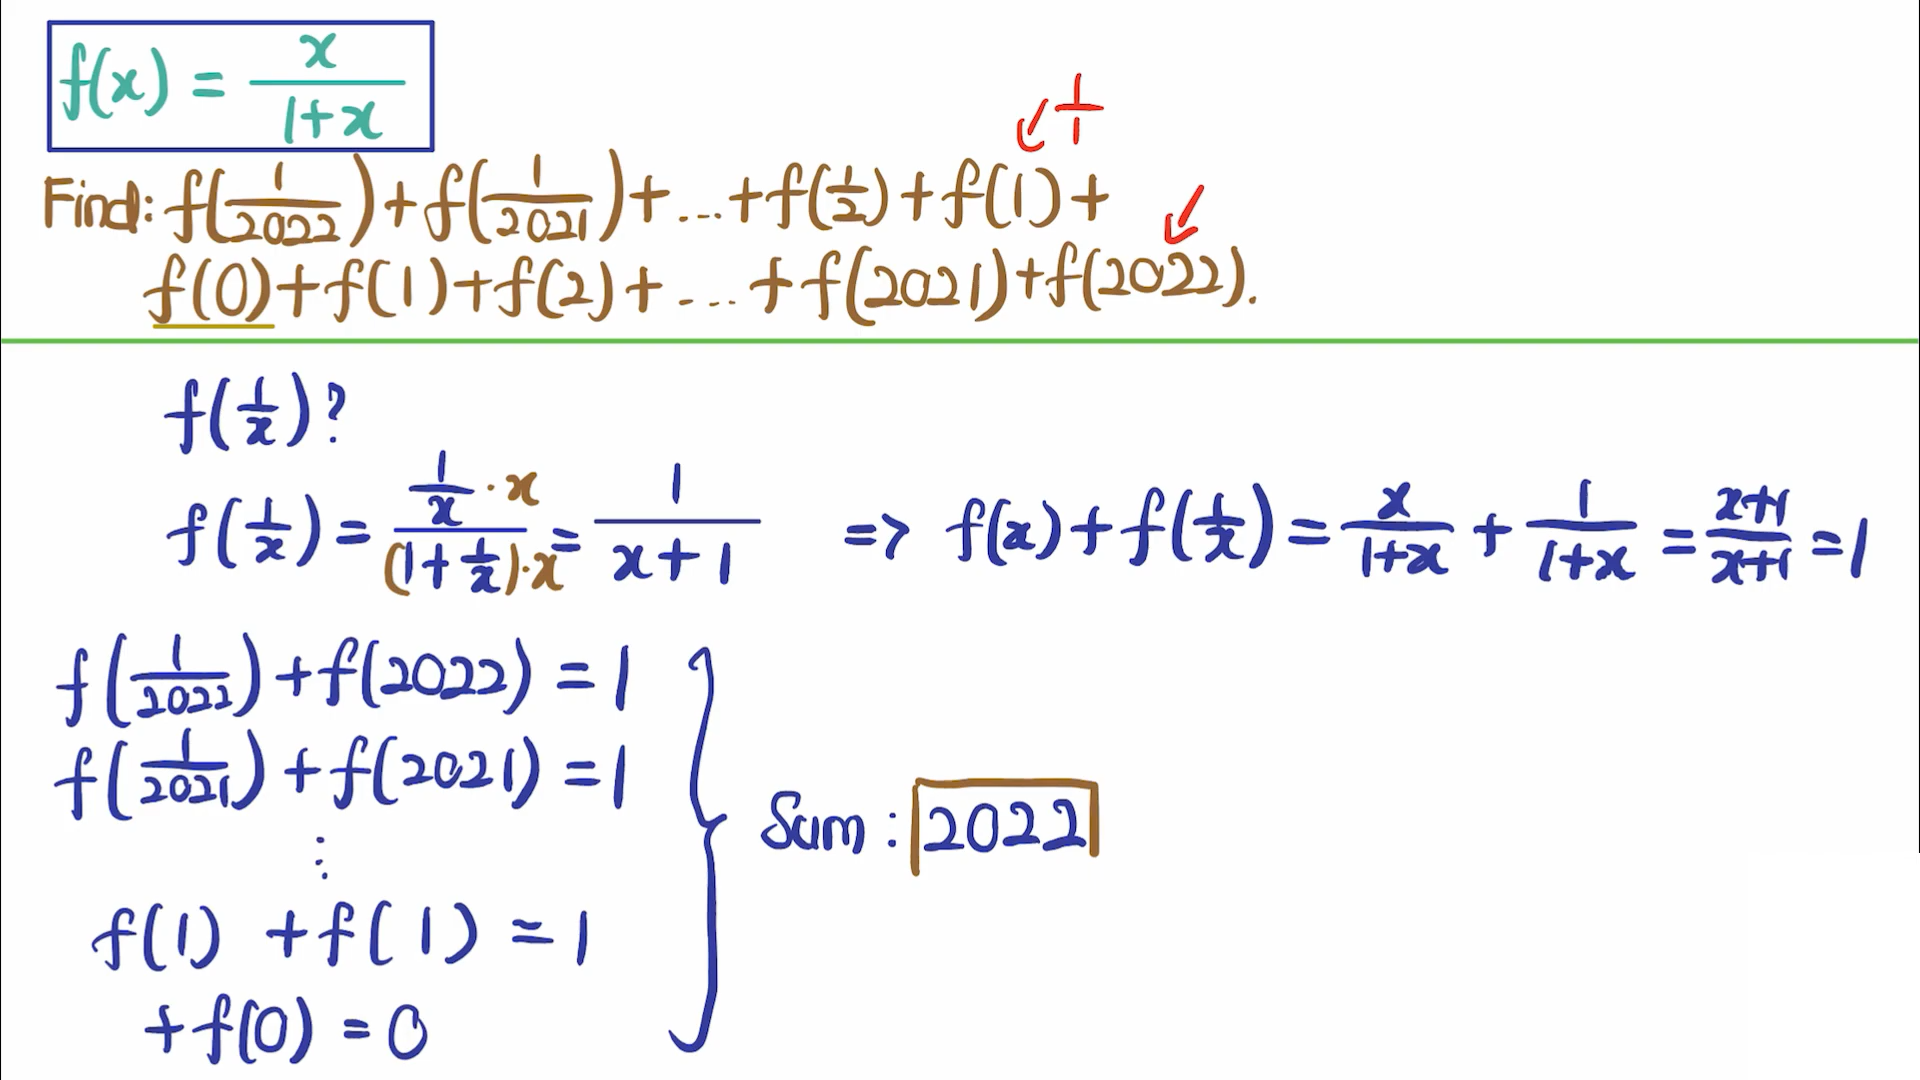 f(x) = x/(1+x)
1/1
Find: f(1/2022) + f(1/2021) + ... + f(1/2) + f(1) +
f(0) + f(1) + f(2) + ... + f(2021) + f(2022).
f(1/x)?
f(1/x) = (1/x · x)/((1 + 1/x) · x) = 1/(x + 1) => f(x) + f(1/x) = x/(1+x) + 1/(1+x) = (x+1)/(x+1) = 1
f(1/2022) + f(2022) = 1
f(1/2021) + f(2021) = 1
⋮
Sum: 2022
f(1) + f(1) = 1
+ f(0) = 0